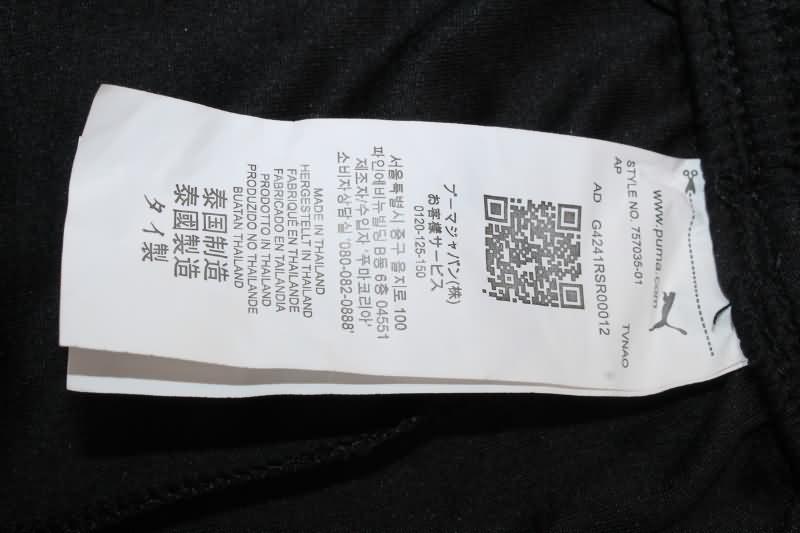 www.puma.com
STYLE NO. 757035-01 TVNAO
AP
AD G4241RSR00012
プーマジャパン(株)
お客様サービス
0120-125-150
서울특별시 중구 을지로 100
파인에비뉴빌딩 B동 6층 04551
제조자/수입자 '푸마코리아'
소비자상담실 '080-082-0888'
MADE IN THAILAND
HERGESTELLT IN THAILAND
FABRIQUÉ EN THAÏLANDE
FABRICADO EN TAILANDIA
PRODOTTO IN THAILANDIA
PRODUZIDO NO THAILAND
BUATAN THAILAND
泰国制造
泰國製造
タイ製